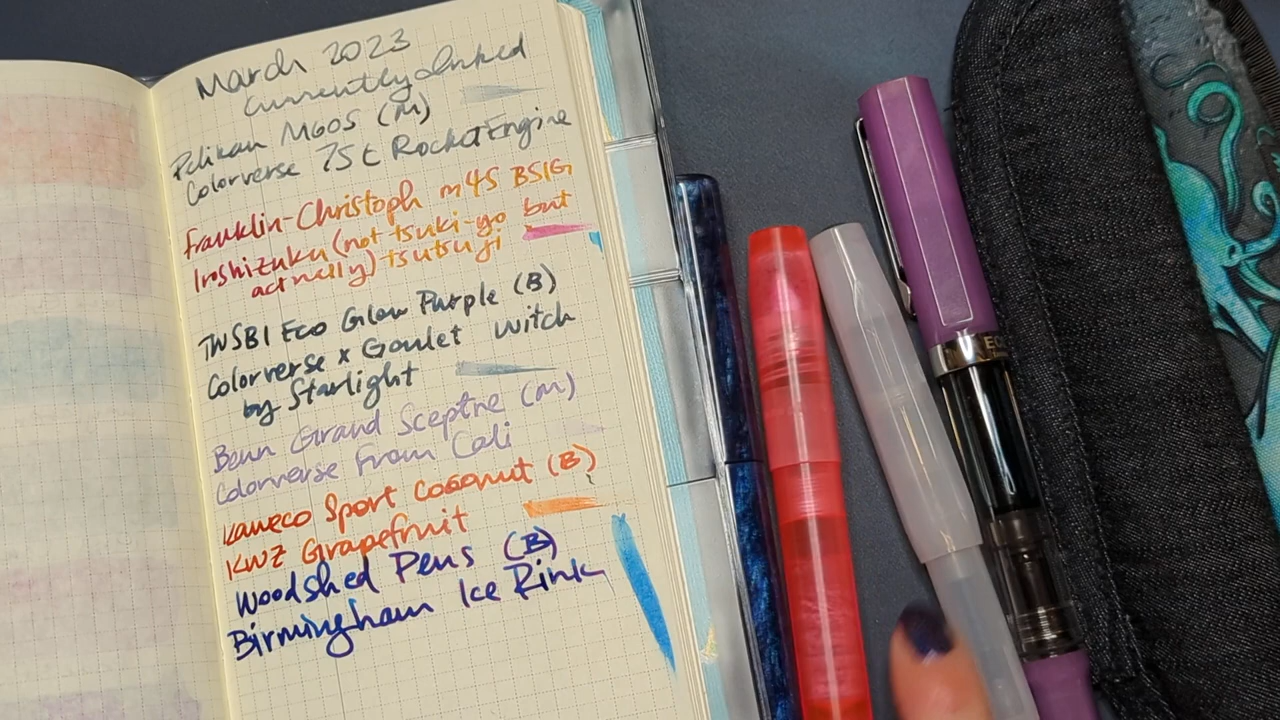 March 2023
Currently Inked
Pelikan M605 (M)
Colorverse 75t Rocket Engine
Franklin-Christoph m45 BSIG
Iroshizuku (not tsuki-yo but
actually) tsutsuji
TWSBI Eco Glow Purple (B)
Colorverse x Goulet Witch
by Starlight
Benu Grand Sceptre (M)
Colorverse From Cali
Kaweco Sport Coconut (B)
KWZ Grapefruit
Woodshed Pens (B)
Birmingham Ice Rink
ECO